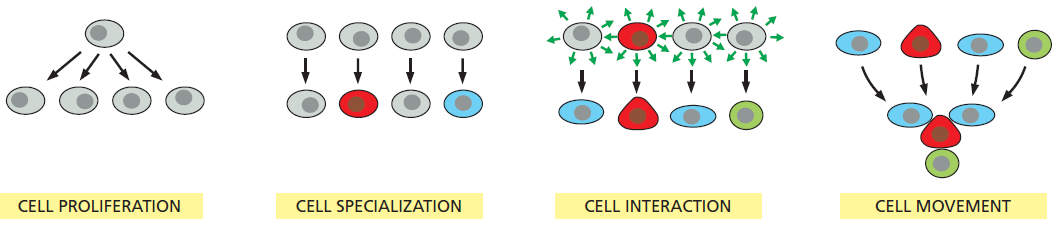 CELL PROLIFERATION
CELL SPECIALIZATION
CELL INTERACTION
CELL MOVEMENT